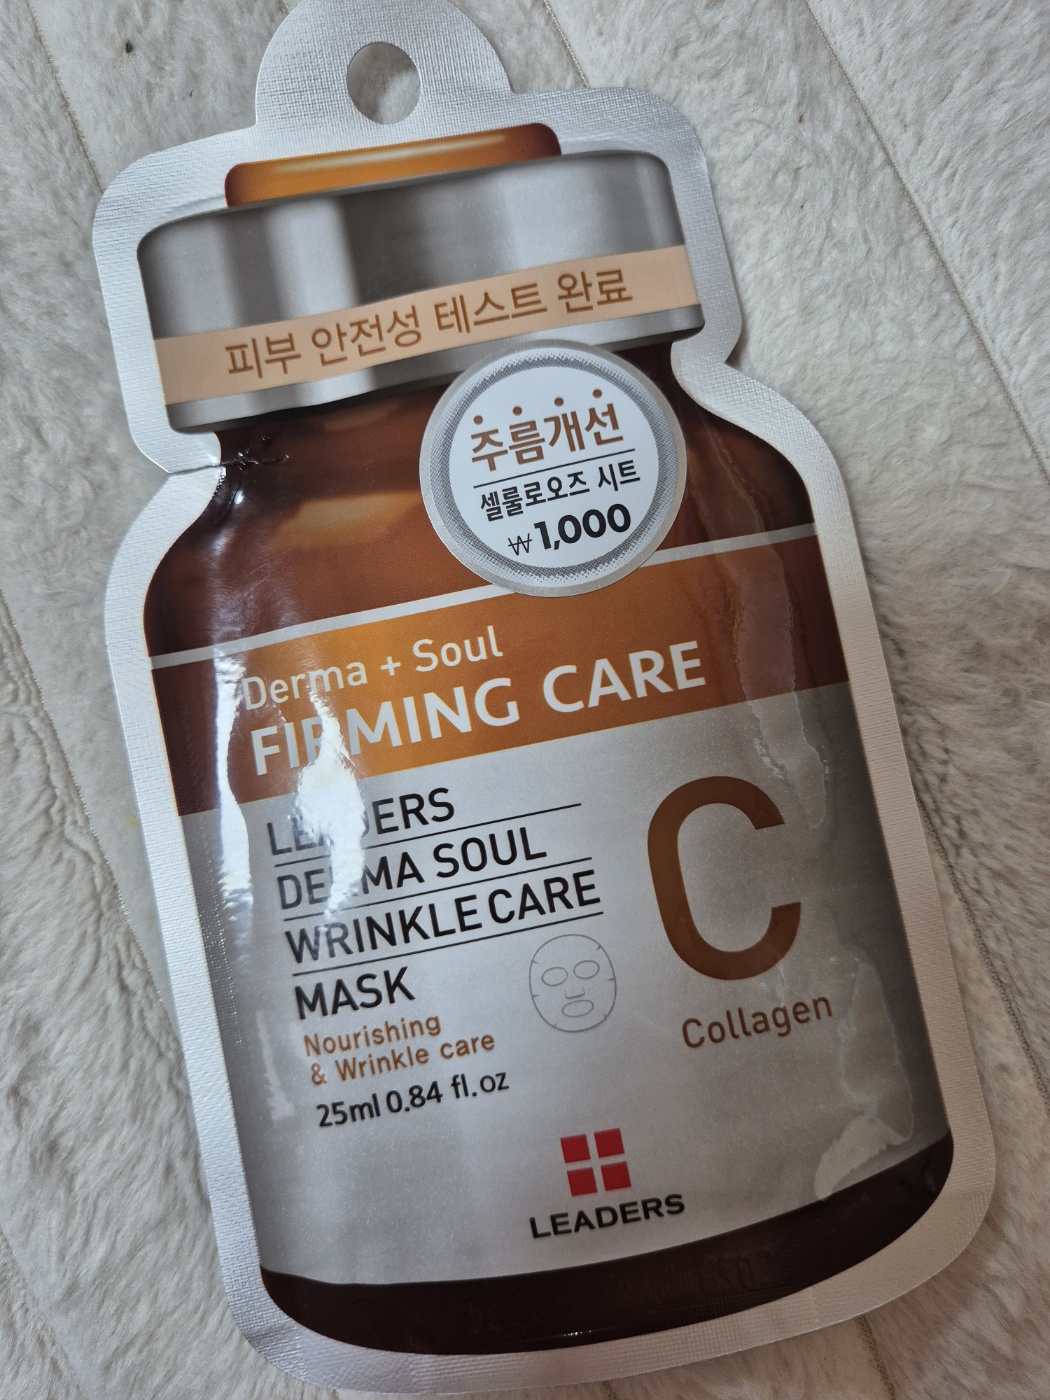 피부 안전성 테스트 완료
주름개선
셀룰로오즈 시트
₩1,000
Derma + Soul
FIRMING CARE
LEADERS
DERMA SOUL
WRINKLE CARE
MASK
Nourishing
& Wrinkle care
25ml 0.84 fl.oz
C
Collagen
LEADERS